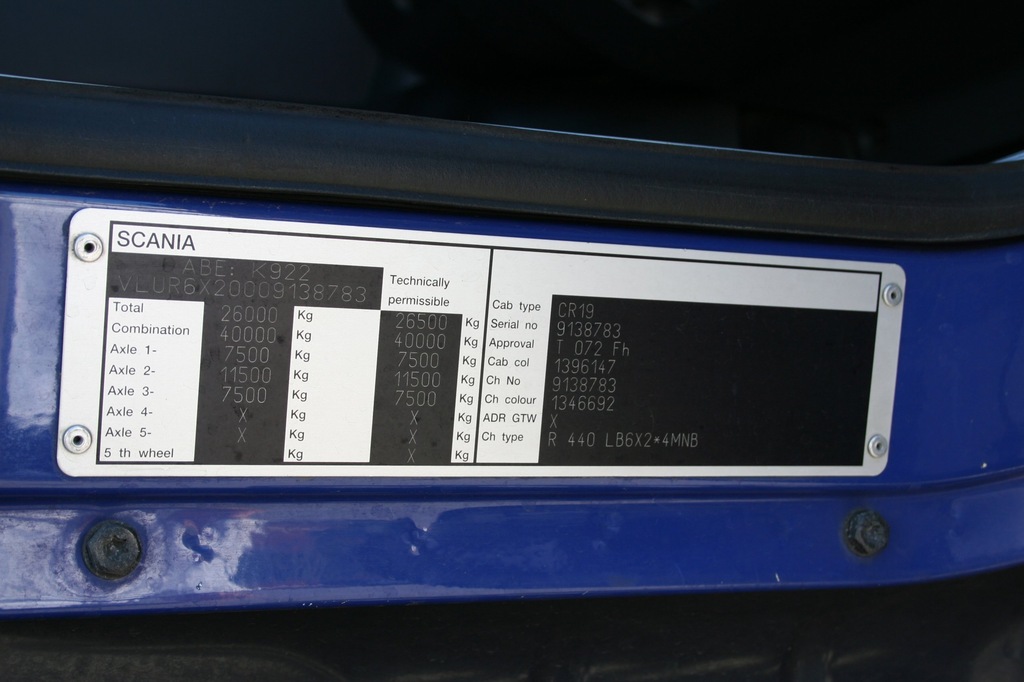 SCANIA
ABE: K922
VLUR6X20009138783
Technically
permissible
Total 26000 Kg 26500 Kg
Combination 40000 Kg 40000 Kg
Axle 1- 7500 Kg 7500 Kg
Axle 2- 11500 Kg 11500 Kg
Axle 3- 7500 Kg 7500 Kg
Axle 4- X Kg X Kg
Axle 5- X Kg X Kg
5 th wheel Kg X Kg
Cab type CR19
Serial no 9138783
Approval T 072 Fh
Cab col 1396147
Ch No 9138783
Ch colour 1346692
ADR GTW X
Ch type R 440 LB6X2*4MNB